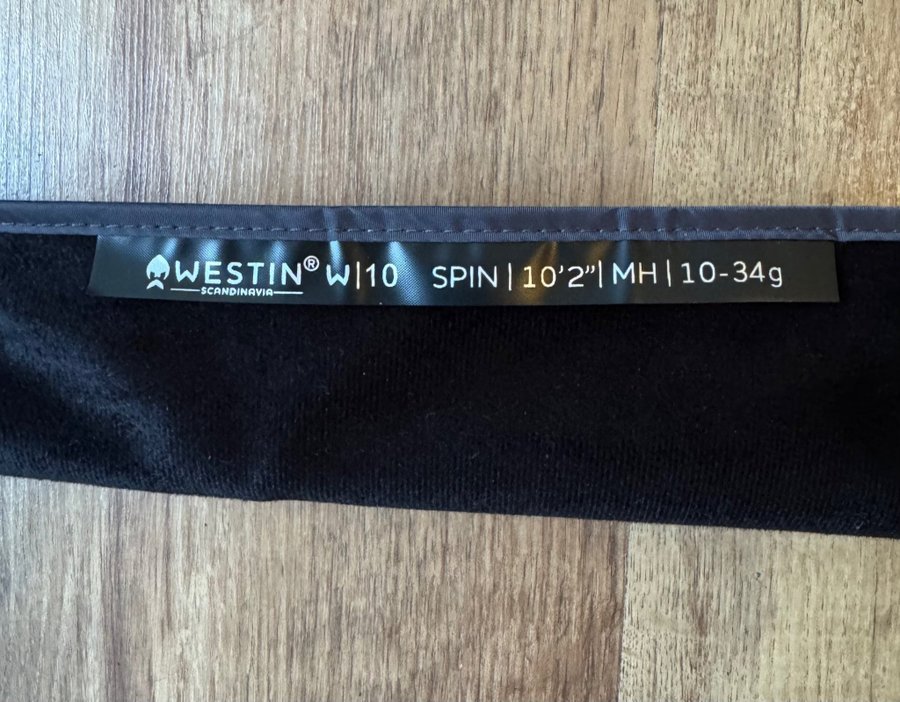 WESTIN® W|10 SPIN | 10’2”| MH | 10-34g
SCANDINAVIA